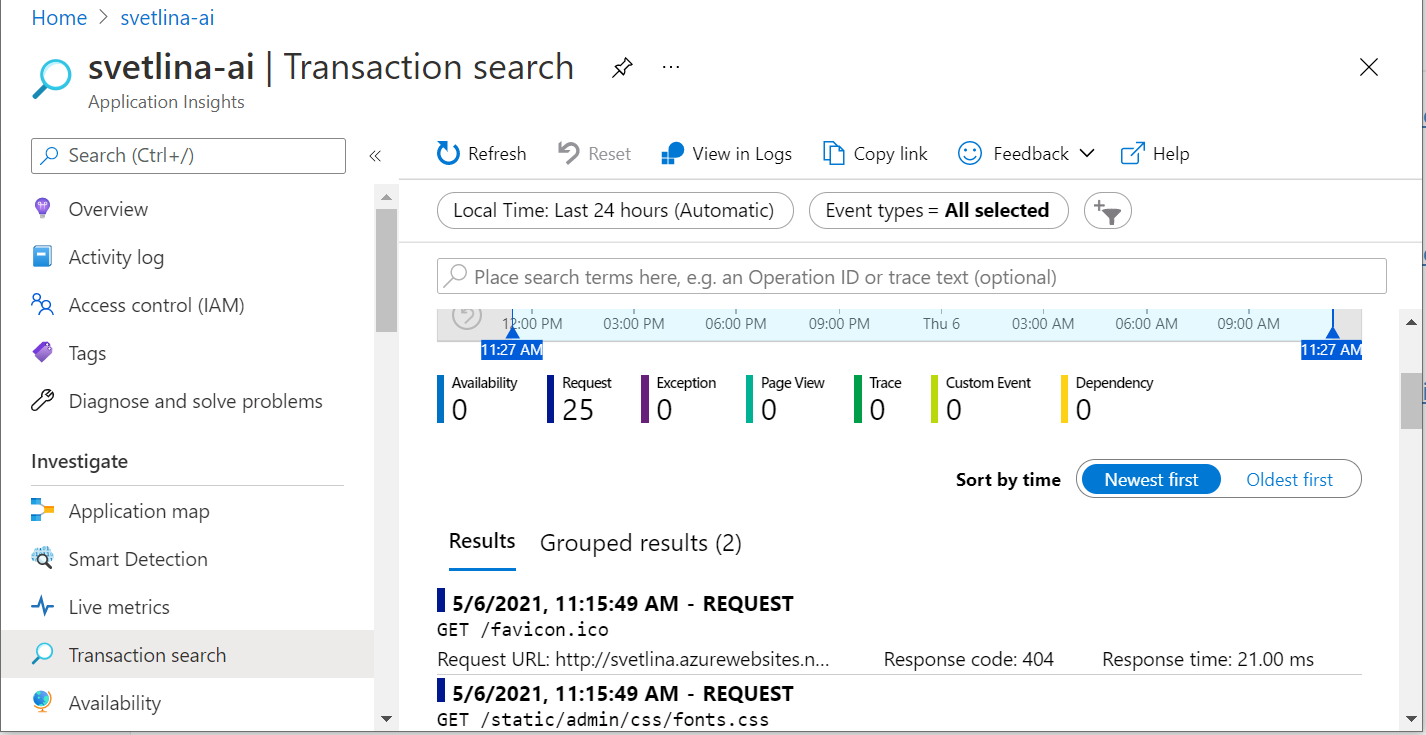 Home > svetlina-ai
svetlina-ai | Transaction search
Application Insights
Search (Ctrl+/)
Overview
Activity log
Access control (IAM)
Tags
Diagnose and solve problems
Investigate
Application map
Smart Detection
Live metrics
Transaction search
Availability
Refresh Reset View in Logs Copy link Feedback Help
Local Time: Last 24 hours (Automatic) Event types = All selected
Place search terms here, e.g. an Operation ID or trace text (optional)
12:00 PM 03:00 PM 06:00 PM 09:00 PM Thu 6 03:00 AM 06:00 AM 09:00 AM
11:27 AM 11:27 AM
Availability Request Exception Page View Trace Custom Event Dependency
0 25 0 0 0 0 0
Sort by time Newest first Oldest first
Results Grouped results (2)
5/6/2021, 11:15:49 AM - REQUEST
GET /favicon.ico
Request URL: http://svetlina.azurewebsites.n... Response code: 404 Response time: 21.00 ms
5/6/2021, 11:15:49 AM - REQUEST
GET /static/admin/css/fonts.css